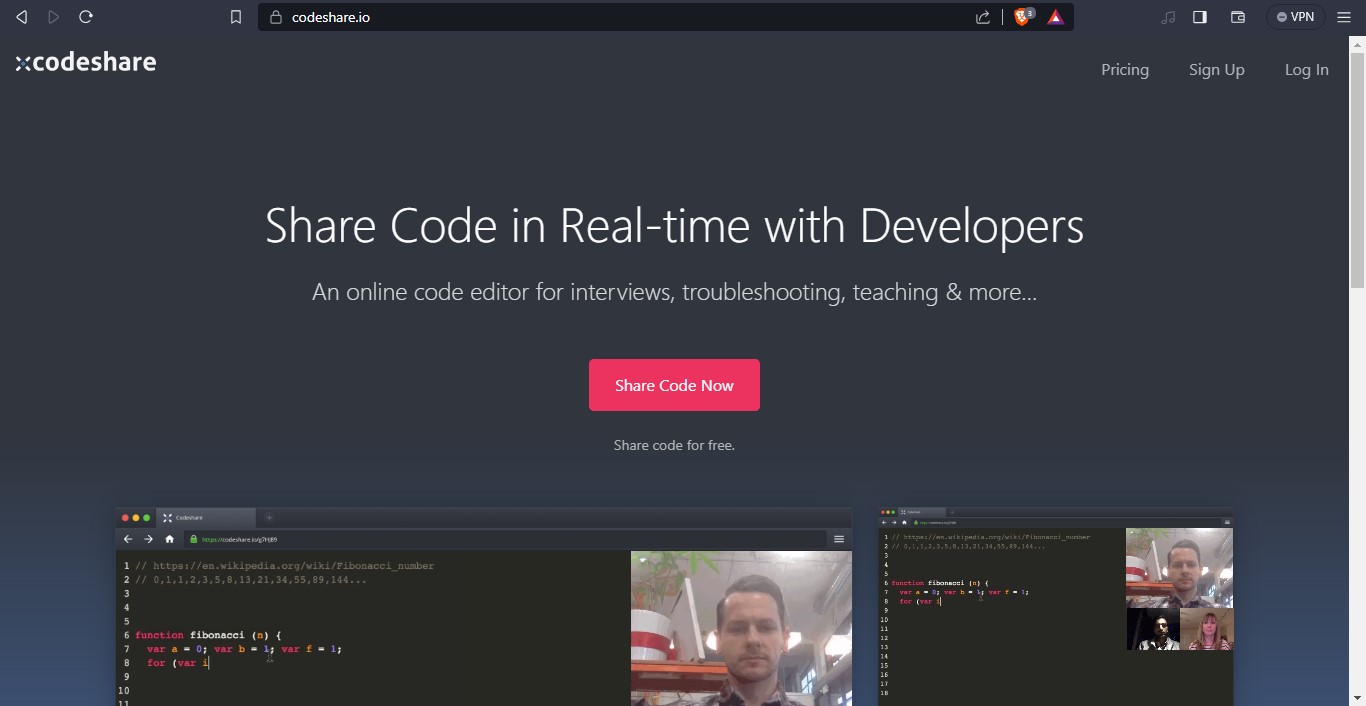 codeshare.io
3
VPN
codeshare
Pricing
Sign Up
Log In
Share Code in Real-time with Developers
An online code editor for interviews, troubleshooting, teaching & more...
Share Code Now
Share code for free.
Codeshare
1 // https://en.wikipedia.org/wiki/Fibonacci_number
2 // 0,1,1,2,3,5,8,13,21,34,55,89,144...
3
4
5
6 function fibonacci (n) {
7 var a = 0; var b = 1; var f = 1;
8 for (var i
9
10
11
1 // https://en.wikipedia.org/wiki/Fibonacci_number
2 // 0,1,1,2,3,5,8,13,21,34,55,89,144...
3
4
5
6 function fibonacci (n) {
7 var a = 0; var b = 1; var f = 1;
8 for (var i
9
10
11
12
13
14
15
16
17
18